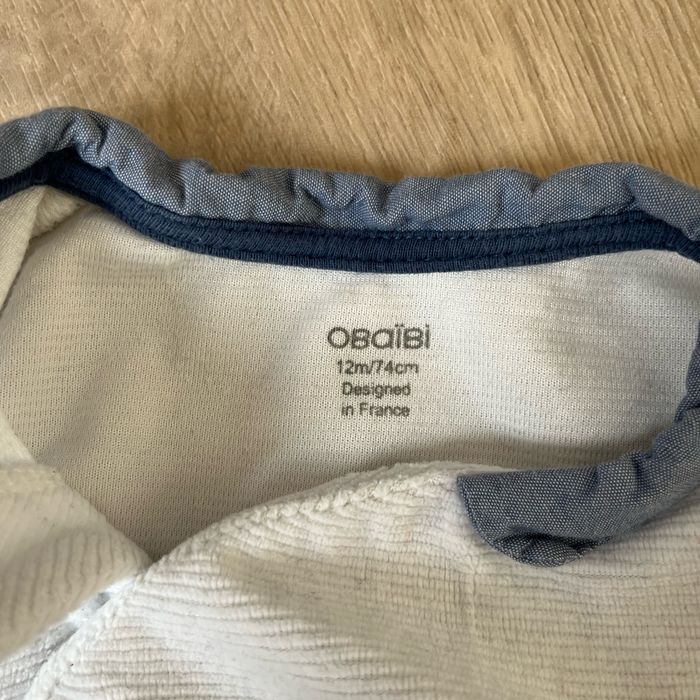 OBaïBi
12m/74cm
Designed
in France